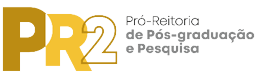 PR2
Pró-Reitoria
de Pós-graduação
e Pesquisa